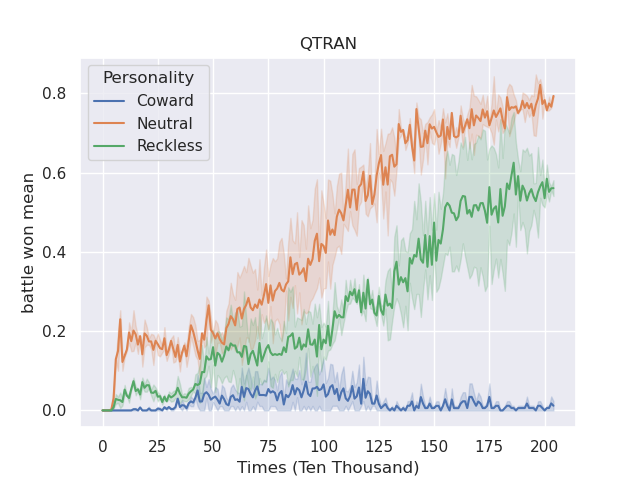 QTRAN
Personality
Coward
Neutral
Reckless
battle won mean
0.8
0.6
0.4
0.2
0.0
0 25 50 75 100 125 150 175 200
Times (Ten Thousand)